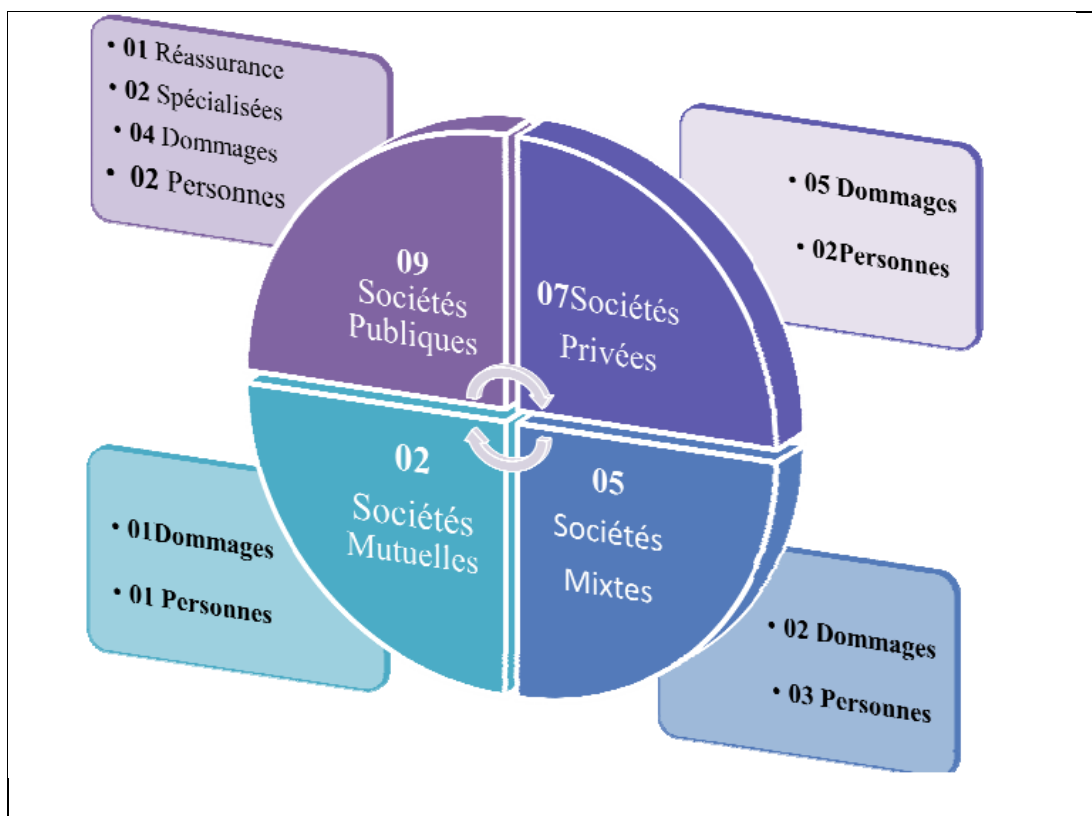 • 01 Réassurance
• 02 Spécialisées
• 04 Dommages
• 02 Personnes
• 05 Dommages
• 02Personnes
09
Sociétés
Publiques
07Sociétés
Privées
02
Sociétés
Mutuelles
05
Sociétés
Mixtes
• 01Dommages
• 01 Personnes
• 02 Dommages
• 03 Personnes